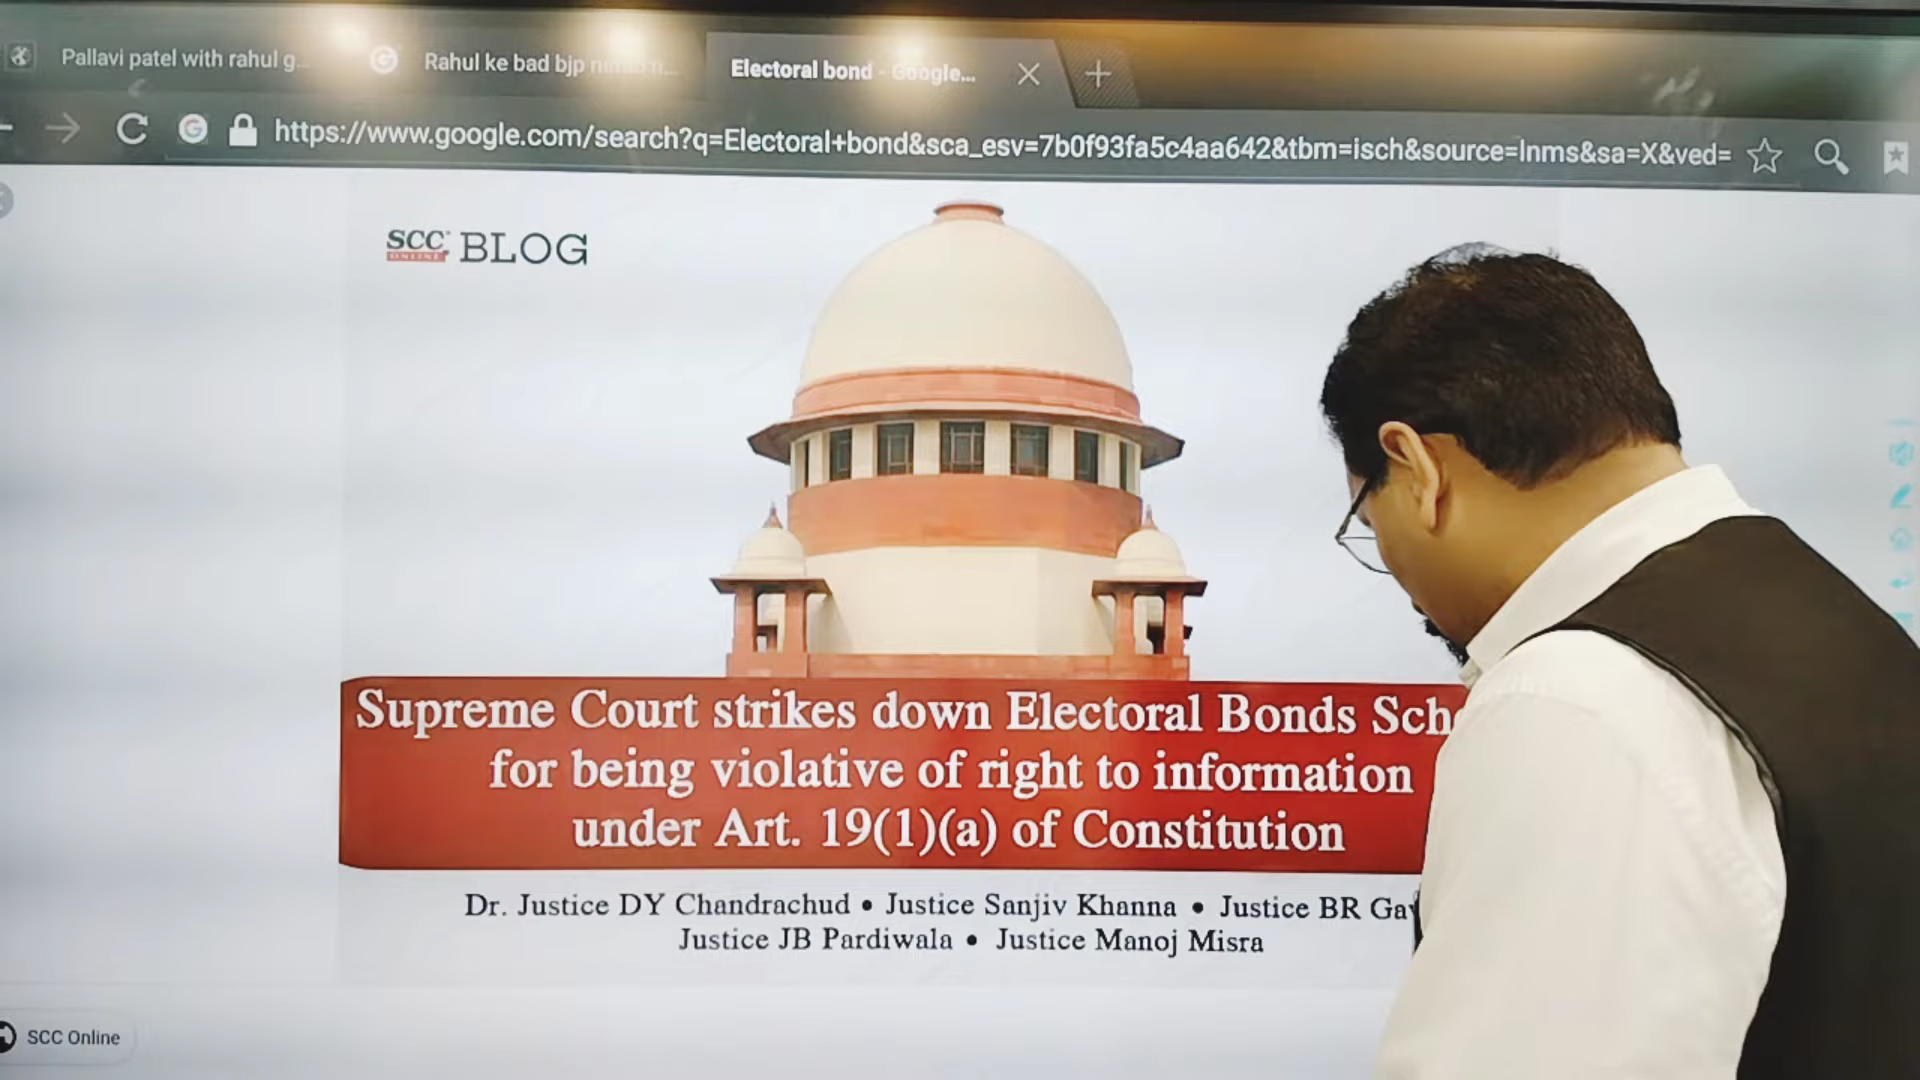 Pallavi patel with rahul g...
Rahul ke bad bjp
Electoral bond - Google...
https://www.google.com/search?q=Electoral+bond&sca_esv=7b0f93fa5c4aa642&tbm=isch&source=lnms&sa=X&ved=
SCC ONLINE BLOG
Supreme Court strikes down Electoral Bonds Sch
for being violative of right to information
under Art. 19(1)(a) of Constitution
Dr. Justice DY Chandrachud • Justice Sanjiv Khanna • Justice BR Ga
Justice JB Pardiwala • Justice Manoj Misra
SCC Online